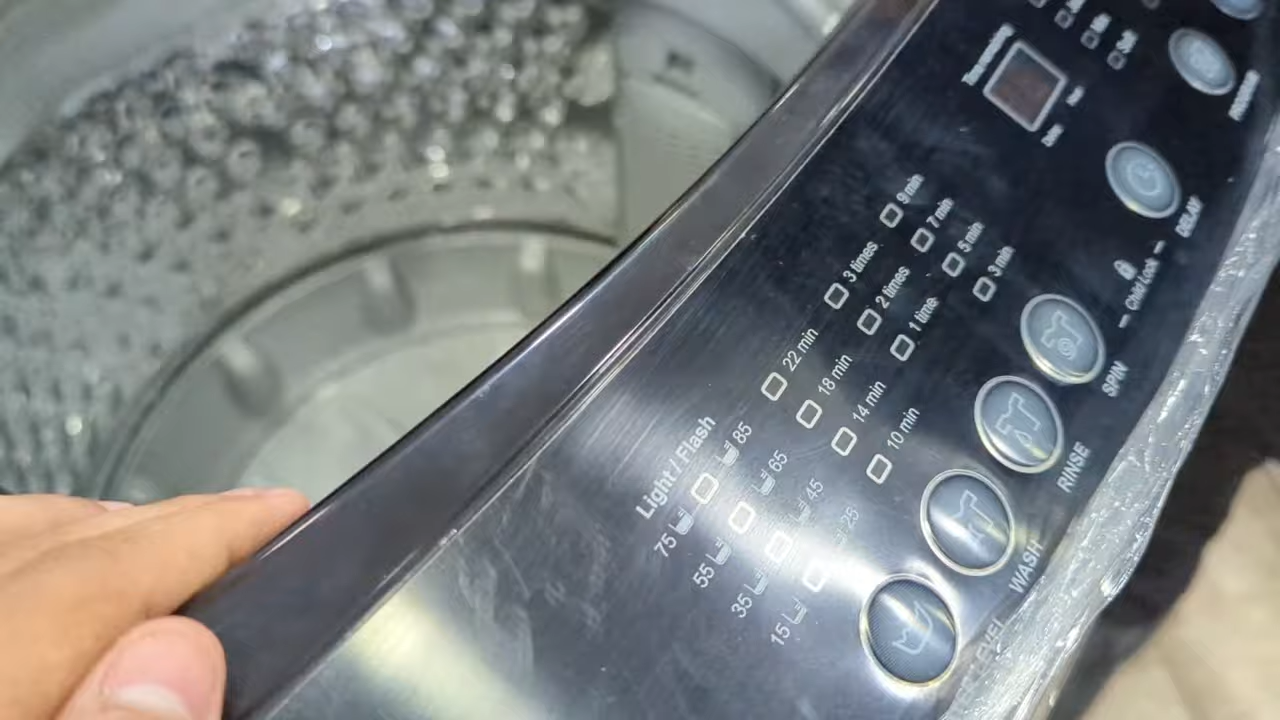 Light / Flash
75 85
55 65
35 45
15 25
22 min
18 min
14 min
10 min
3 times
2 times
1 time
9 min
7 min
5 min
3 min
LEVEL
WASH
RINSE
SPIN
– Child Lock –
DELAY